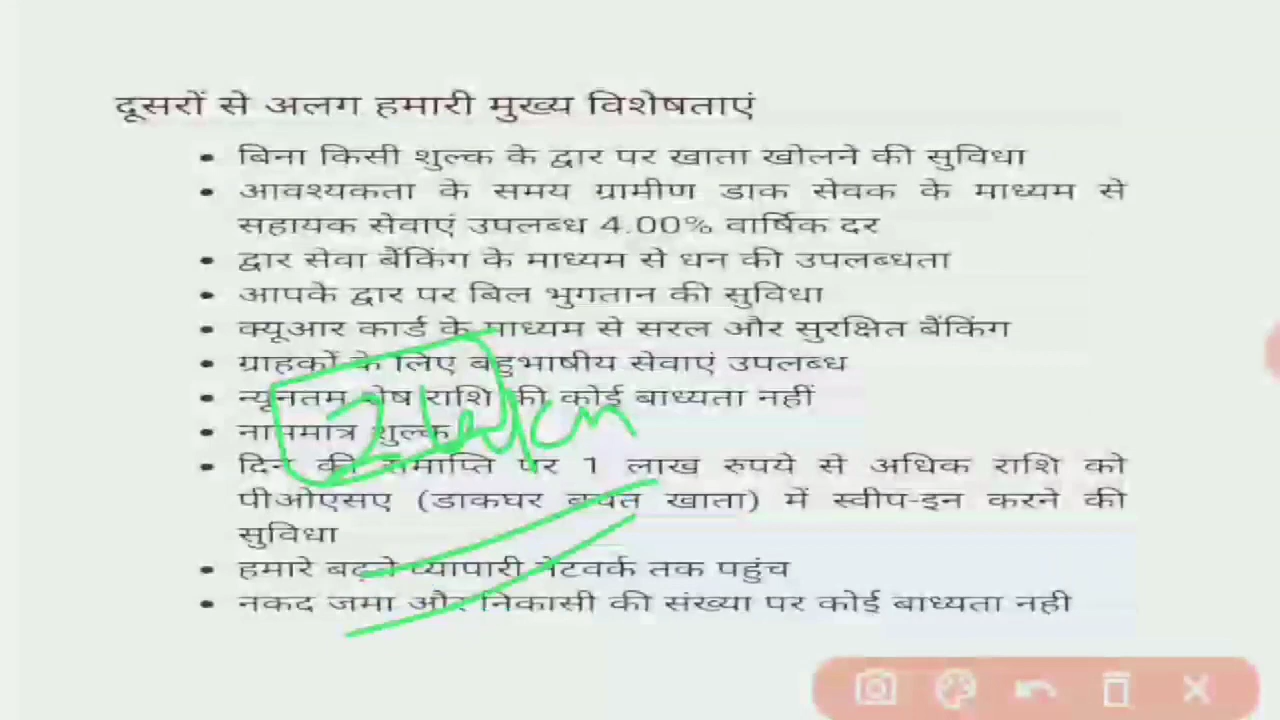 दूसरों से अलग हमारी मुख्य विशेषताएं
• बिना किसी शुल्क के द्वार पर खाता खोलने की सुविधा
• आवश्यकता के समय ग्रामीण डाक सेवक के माध्यम से
सहायक सेवाएं उपलब्ध 4.00% वार्षिक दर
• द्वार सेवा बैंकिंग के माध्यम से धन की उपलब्धता
• आपके द्वार पर बिल भुगतान की सुविधा
• क्यूआर कार्ड के माध्यम से सरल और सुरक्षित बैंकिंग
• ग्राहकों के लिए बहुभाषीय सेवाएं उपलब्ध
• न्यूनतम शेष राशि की कोई बाध्यता नहीं
• नाममात्र शुल्क
• दिन की समाप्ति पर 1 लाख रुपये से अधिक राशि को
पीओएसए (डाकघर बचत खाता) में स्वीप-इन करने की
सुविधा
• हमारे बढ़ते व्यापारी नेटवर्क तक पहुंच
• नकद जमा और निकासी की संख्या पर कोई बाध्यता नही